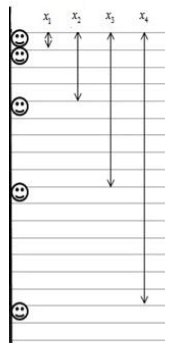 x₁ x₂ x₃ x₄